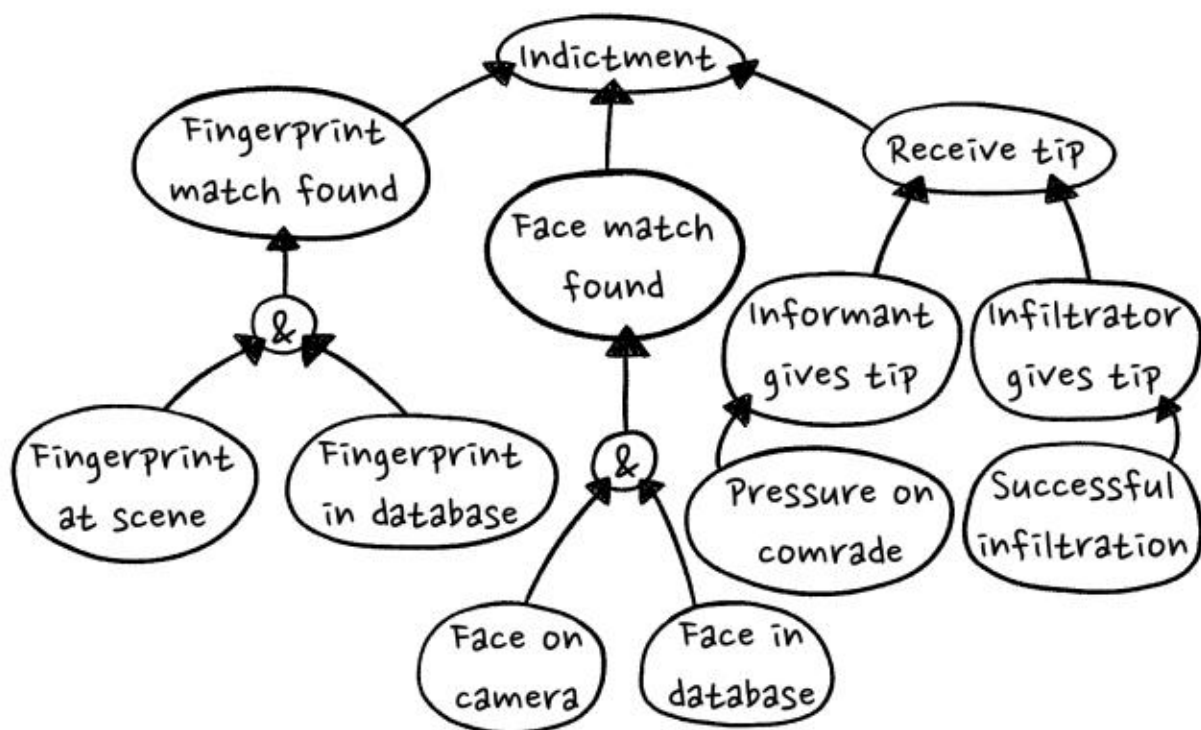 Indictment
Fingerprint
match found
Receive tip
Face match
found
Informant
gives tip
Infiltrator
gives tip
&
Fingerprint
at scene
Fingerprint
in database
&
Pressure on
comrade
Successful
infiltration
Face on
camera
Face in
database